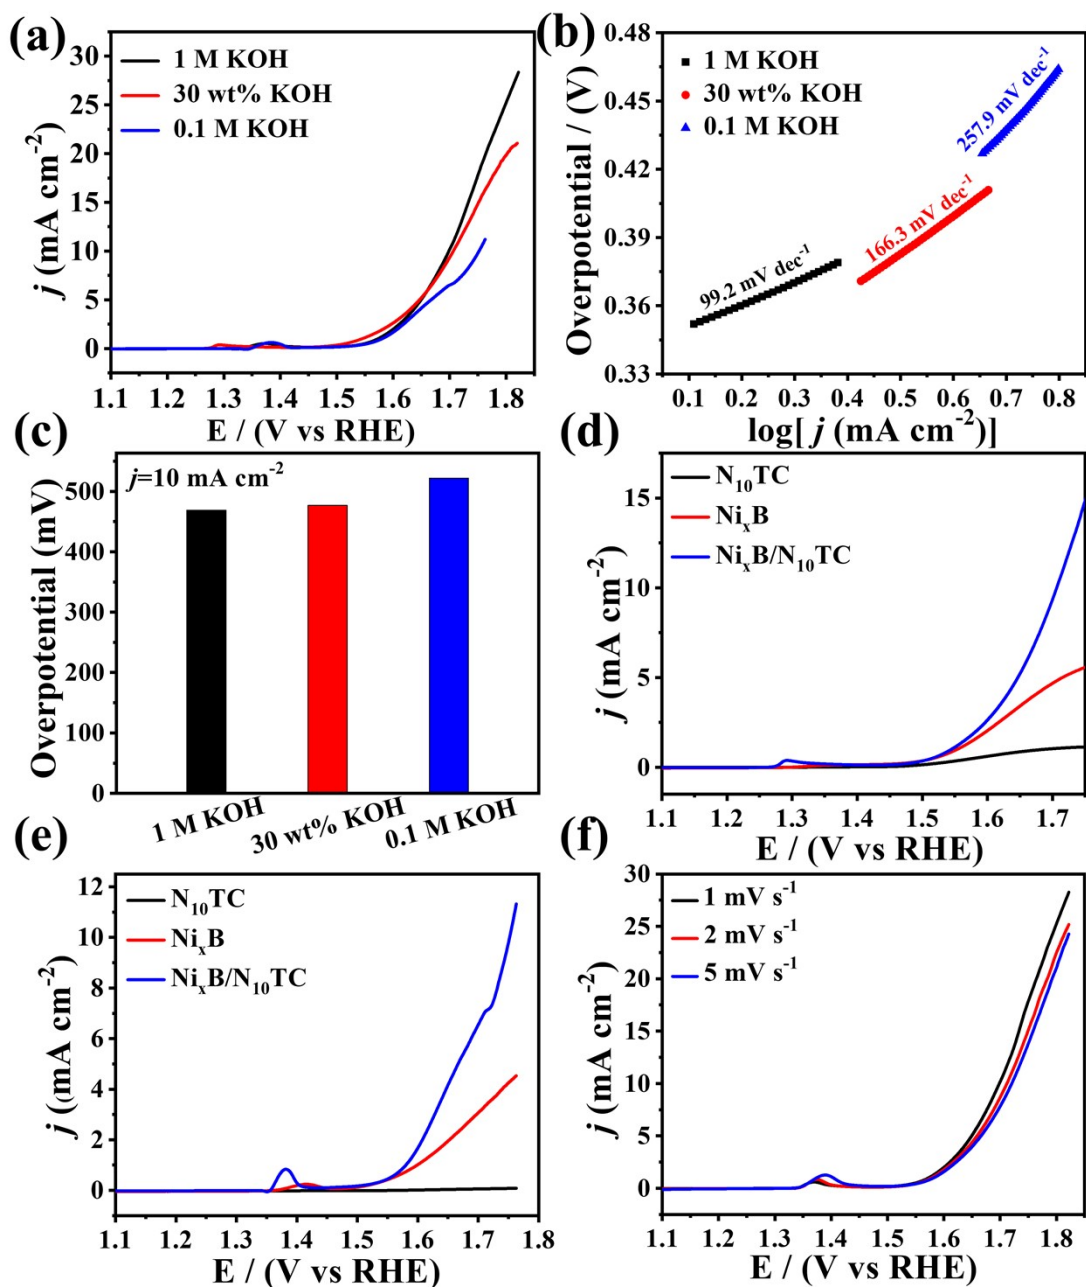 (a)
30
25
20
15
10
5
0
j (mA cm⁻²)
1 M KOH
30 wt% KOH
0.1 M KOH
1.1 1.2 1.3 1.4 1.5 1.6 1.7 1.8
E / (V vs RHE)
(b)
0.48
0.45
0.42
0.39
0.36
0.33
Overpotential / (V)
1 M KOH
30 wt% KOH
0.1 M KOH
257.9 mV dec⁻¹
166.3 mV dec⁻¹
99.2 mV dec⁻¹
0.1 0.2 0.3 0.4 0.5 0.6 0.7 0.8
log[ j (mA cm⁻²)]
(c)
j=10 mA cm⁻²
500
400
300
200
100
0
Overpotential (mV)
1 M KOH
30 wt% KOH
0.1 M KOH
(d)
15
10
5
0
j (mA cm⁻²)
N₁₀TC
NiₓB
NiₓB/N₁₀TC
1.1 1.2 1.3 1.4 1.5 1.6 1.7
E / (V vs RHE)
(e)
12
10
8
6
4
2
0
j ((mA cm⁻²)
N₁₀TC
NiₓB
NiₓB/N₁₀TC
1.1 1.2 1.3 1.4 1.5 1.6 1.7 1.8
E / (V vs RHE)
(f)
30
25
20
15
10
5
0
j (mA cm⁻²)
1 mV s⁻¹
2 mV s⁻¹
5 mV s⁻¹
1.1 1.2 1.3 1.4 1.5 1.6 1.7 1.8
E / (V vs RHE)